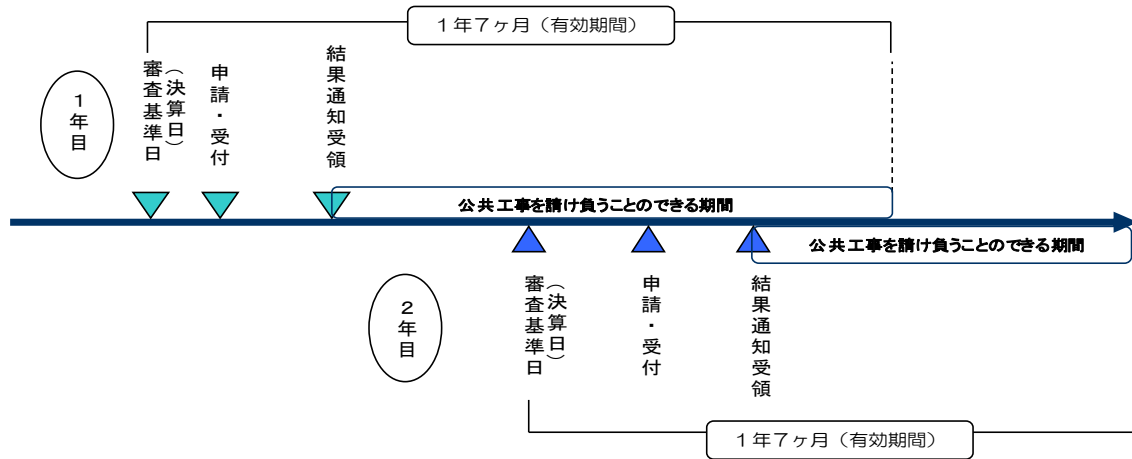 １年７ヶ月（有効期間）
１年目
審査基準日
（決算日）
申請・受付
結果通知受領
公共工事を請け負うことのできる期間
公共工事を請け負うことのできる期間
２年目
審査基準日
（決算日）
申請・受付
結果通知受領
１年７ヶ月（有効期間）